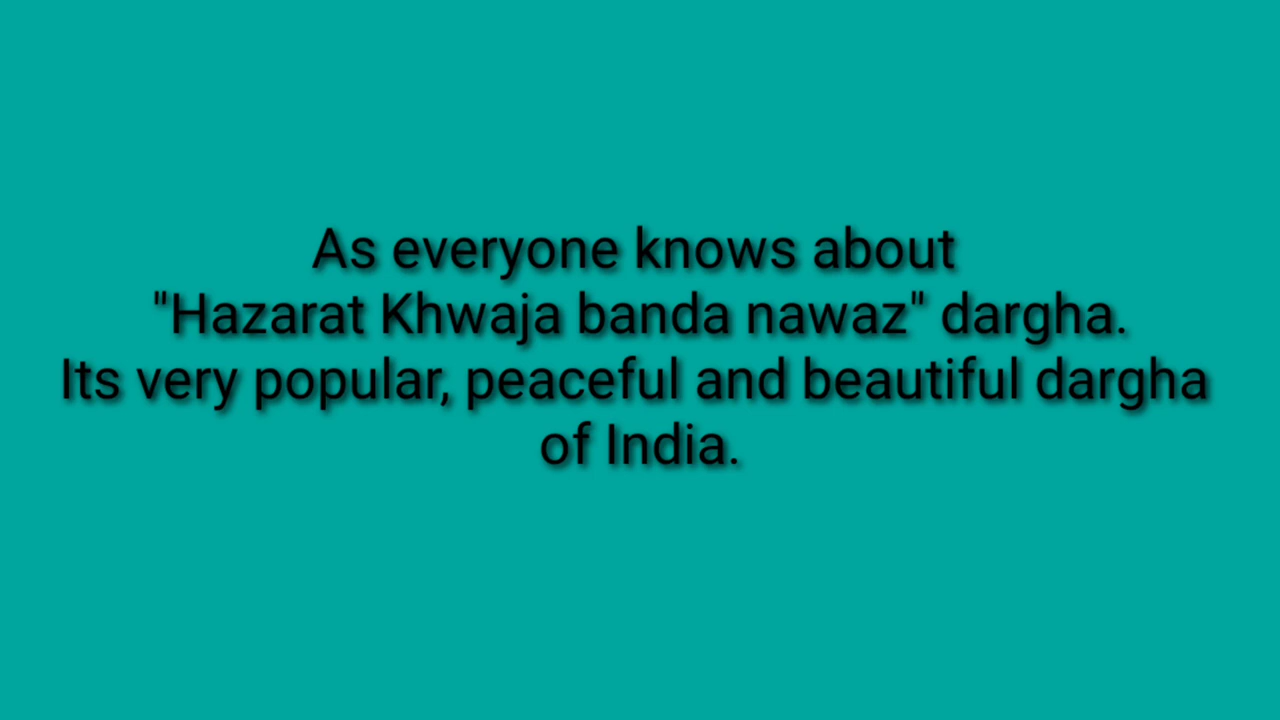 As everyone knows about
"Hazarat Khwaja banda nawaz" dargha.
Its very popular, peaceful and beautiful dargha
of India.